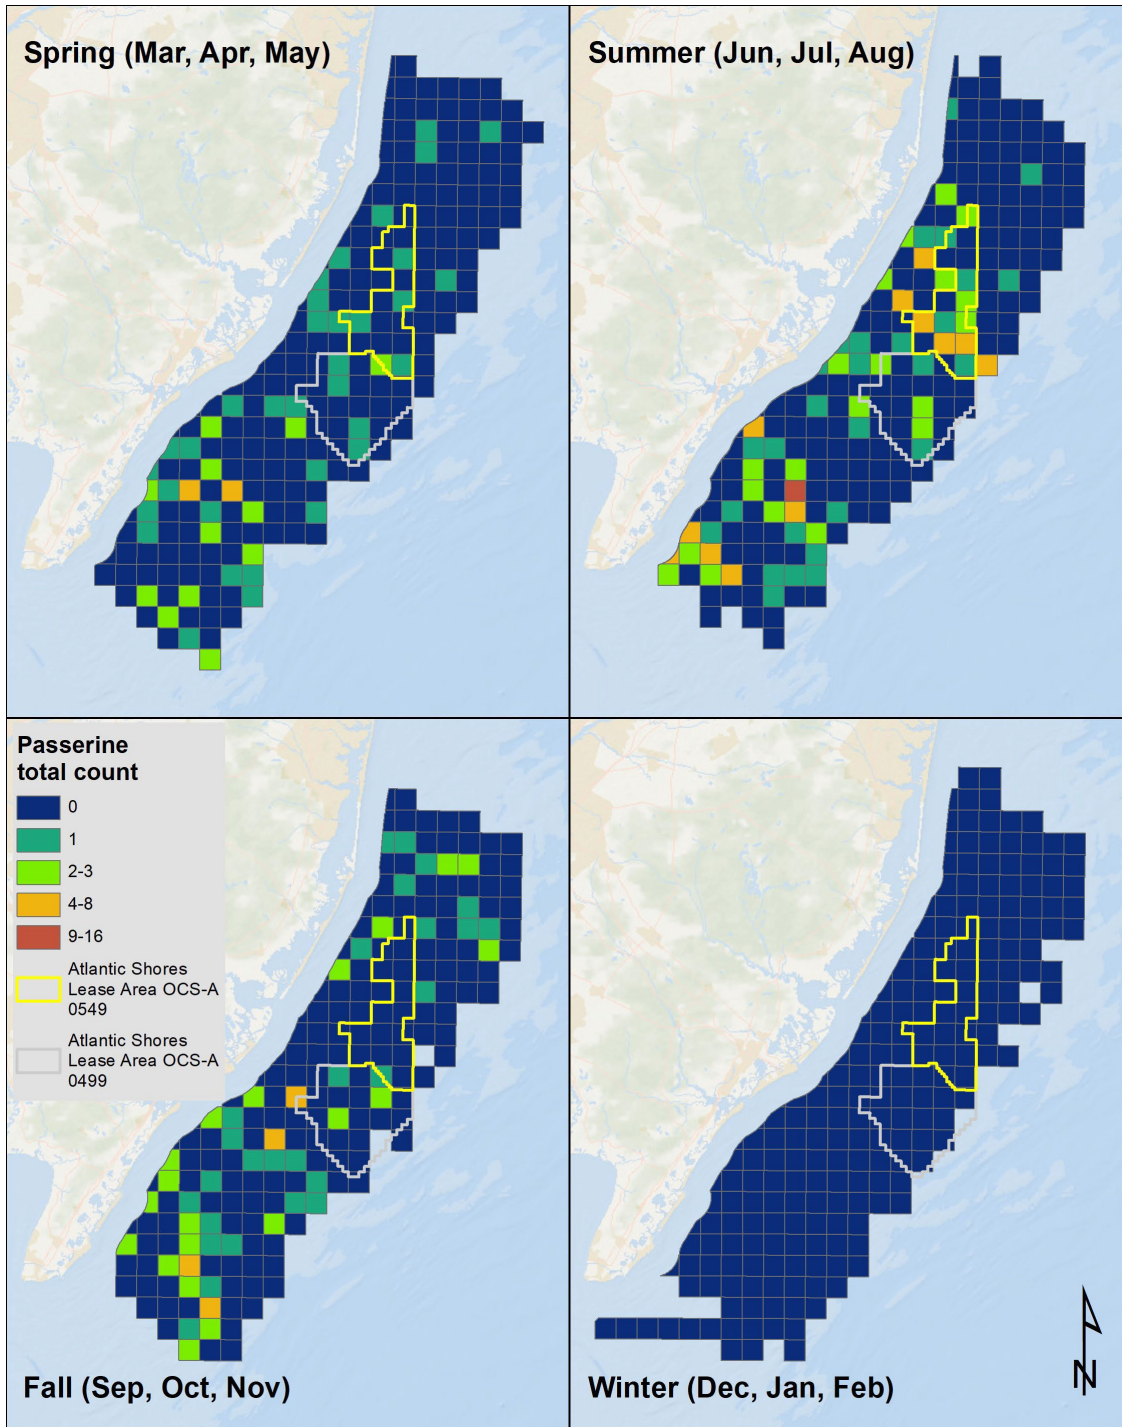 Spring (Mar, Apr, May)
Summer (Jun, Jul, Aug)
Passerine
total count
0
1
2-3
4-8
9-16
Atlantic Shores
Lease Area OCS-A
0549
Atlantic Shores
Lease Area OCS-A
0499
Fall (Sep, Oct, Nov)
Winter (Dec, Jan, Feb)
N